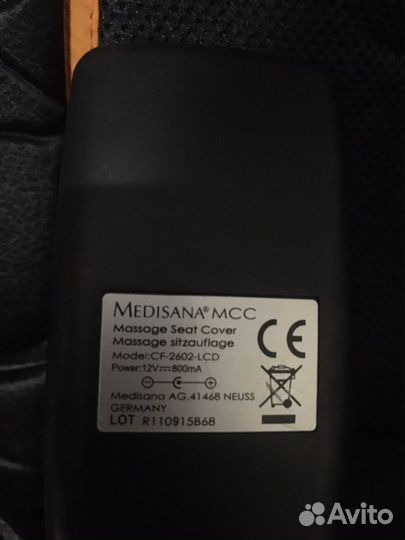 MEDISANA® MCC
Massage Seat Cover
Massage sitzauflage
Model:CF-2602-LCD
Power:12V⎓800mA
Medisana AG.41468 NEUSS
GERMANY
LOT R110915B68
CE
Avito